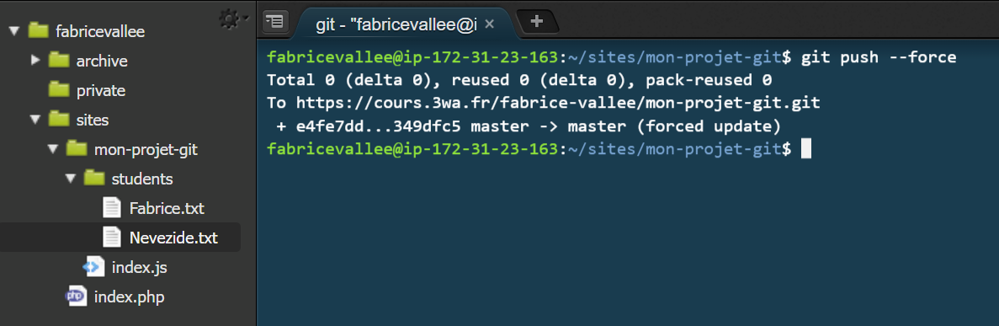 fabricevallee
archive
private
sites
mon-projet-git
students
Fabrice.txt
Nevezide.txt
index.js
php index.php
git - "fabricevallee@i × +
fabricevallee@ip-172-31-23-163:~/sites/mon-projet-git$ git push --force
Total 0 (delta 0), reused 0 (delta 0), pack-reused 0
To https://cours.3wa.fr/fabrice-vallee/mon-projet-git.git
 + e4fe7dd...349dfc5 master -> master (forced update)
fabricevallee@ip-172-31-23-163:~/sites/mon-projet-git$